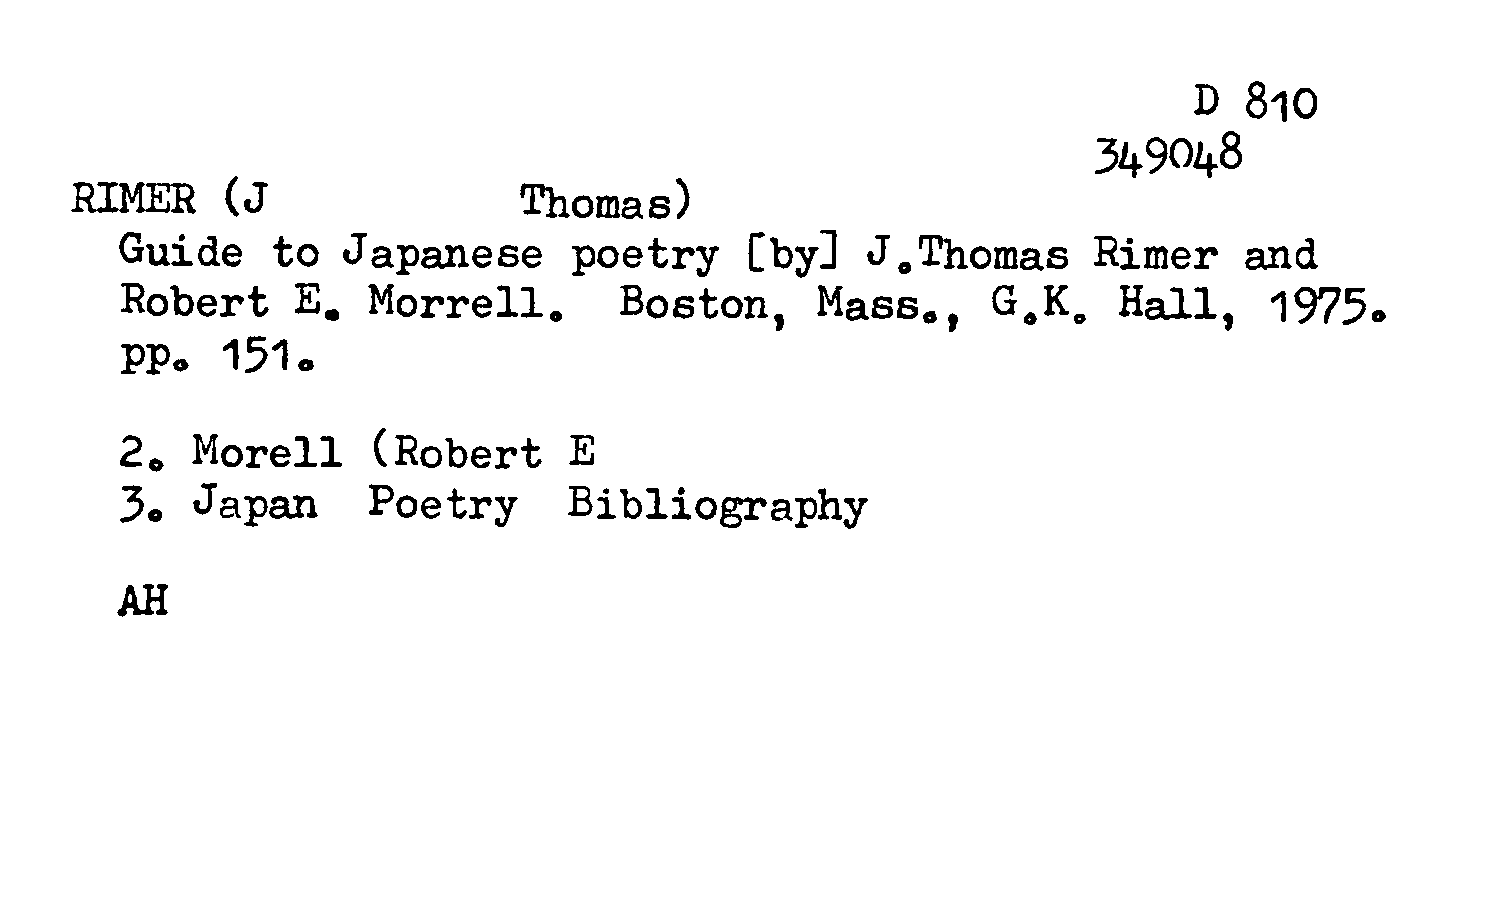 D 810
349048
RIMER (J Thomas)
Guide to Japanese poetry [by] J.Thomas Rimer and
Robert E. Morrell. Boston, Mass., G.K. Hall, 1975.
pp. 151.
2. Morell (Robert E
3. Japan Poetry Bibliography
AH